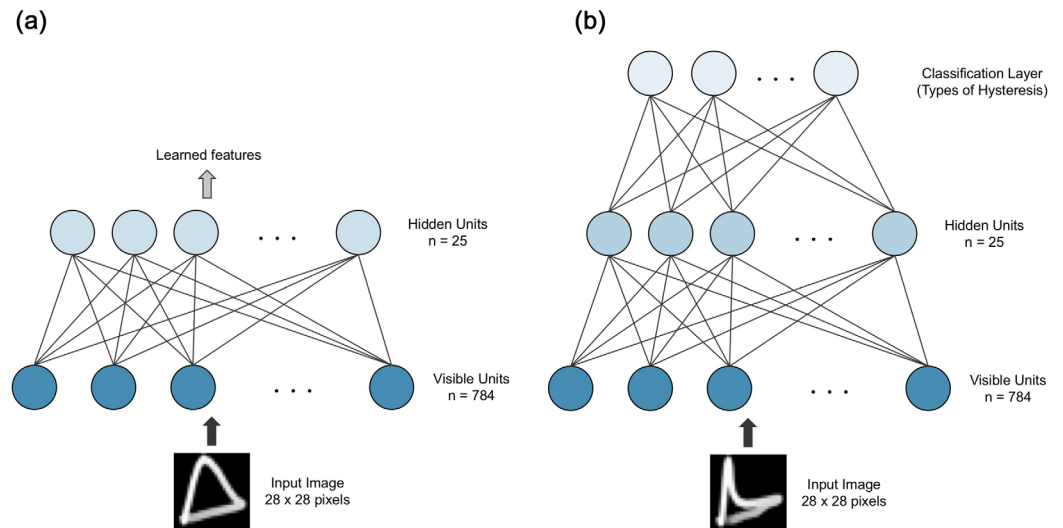 (a)
Learned features
Hidden Units
n = 25
. . .
Visible Units
n = 784
. . .
Input Image
28 x 28 pixels
(b)
Classification Layer
(Types of Hysteresis)
. . .
Hidden Units
n = 25
. . .
Visible Units
n = 784
. . .
Input Image
28 x 28 pixels